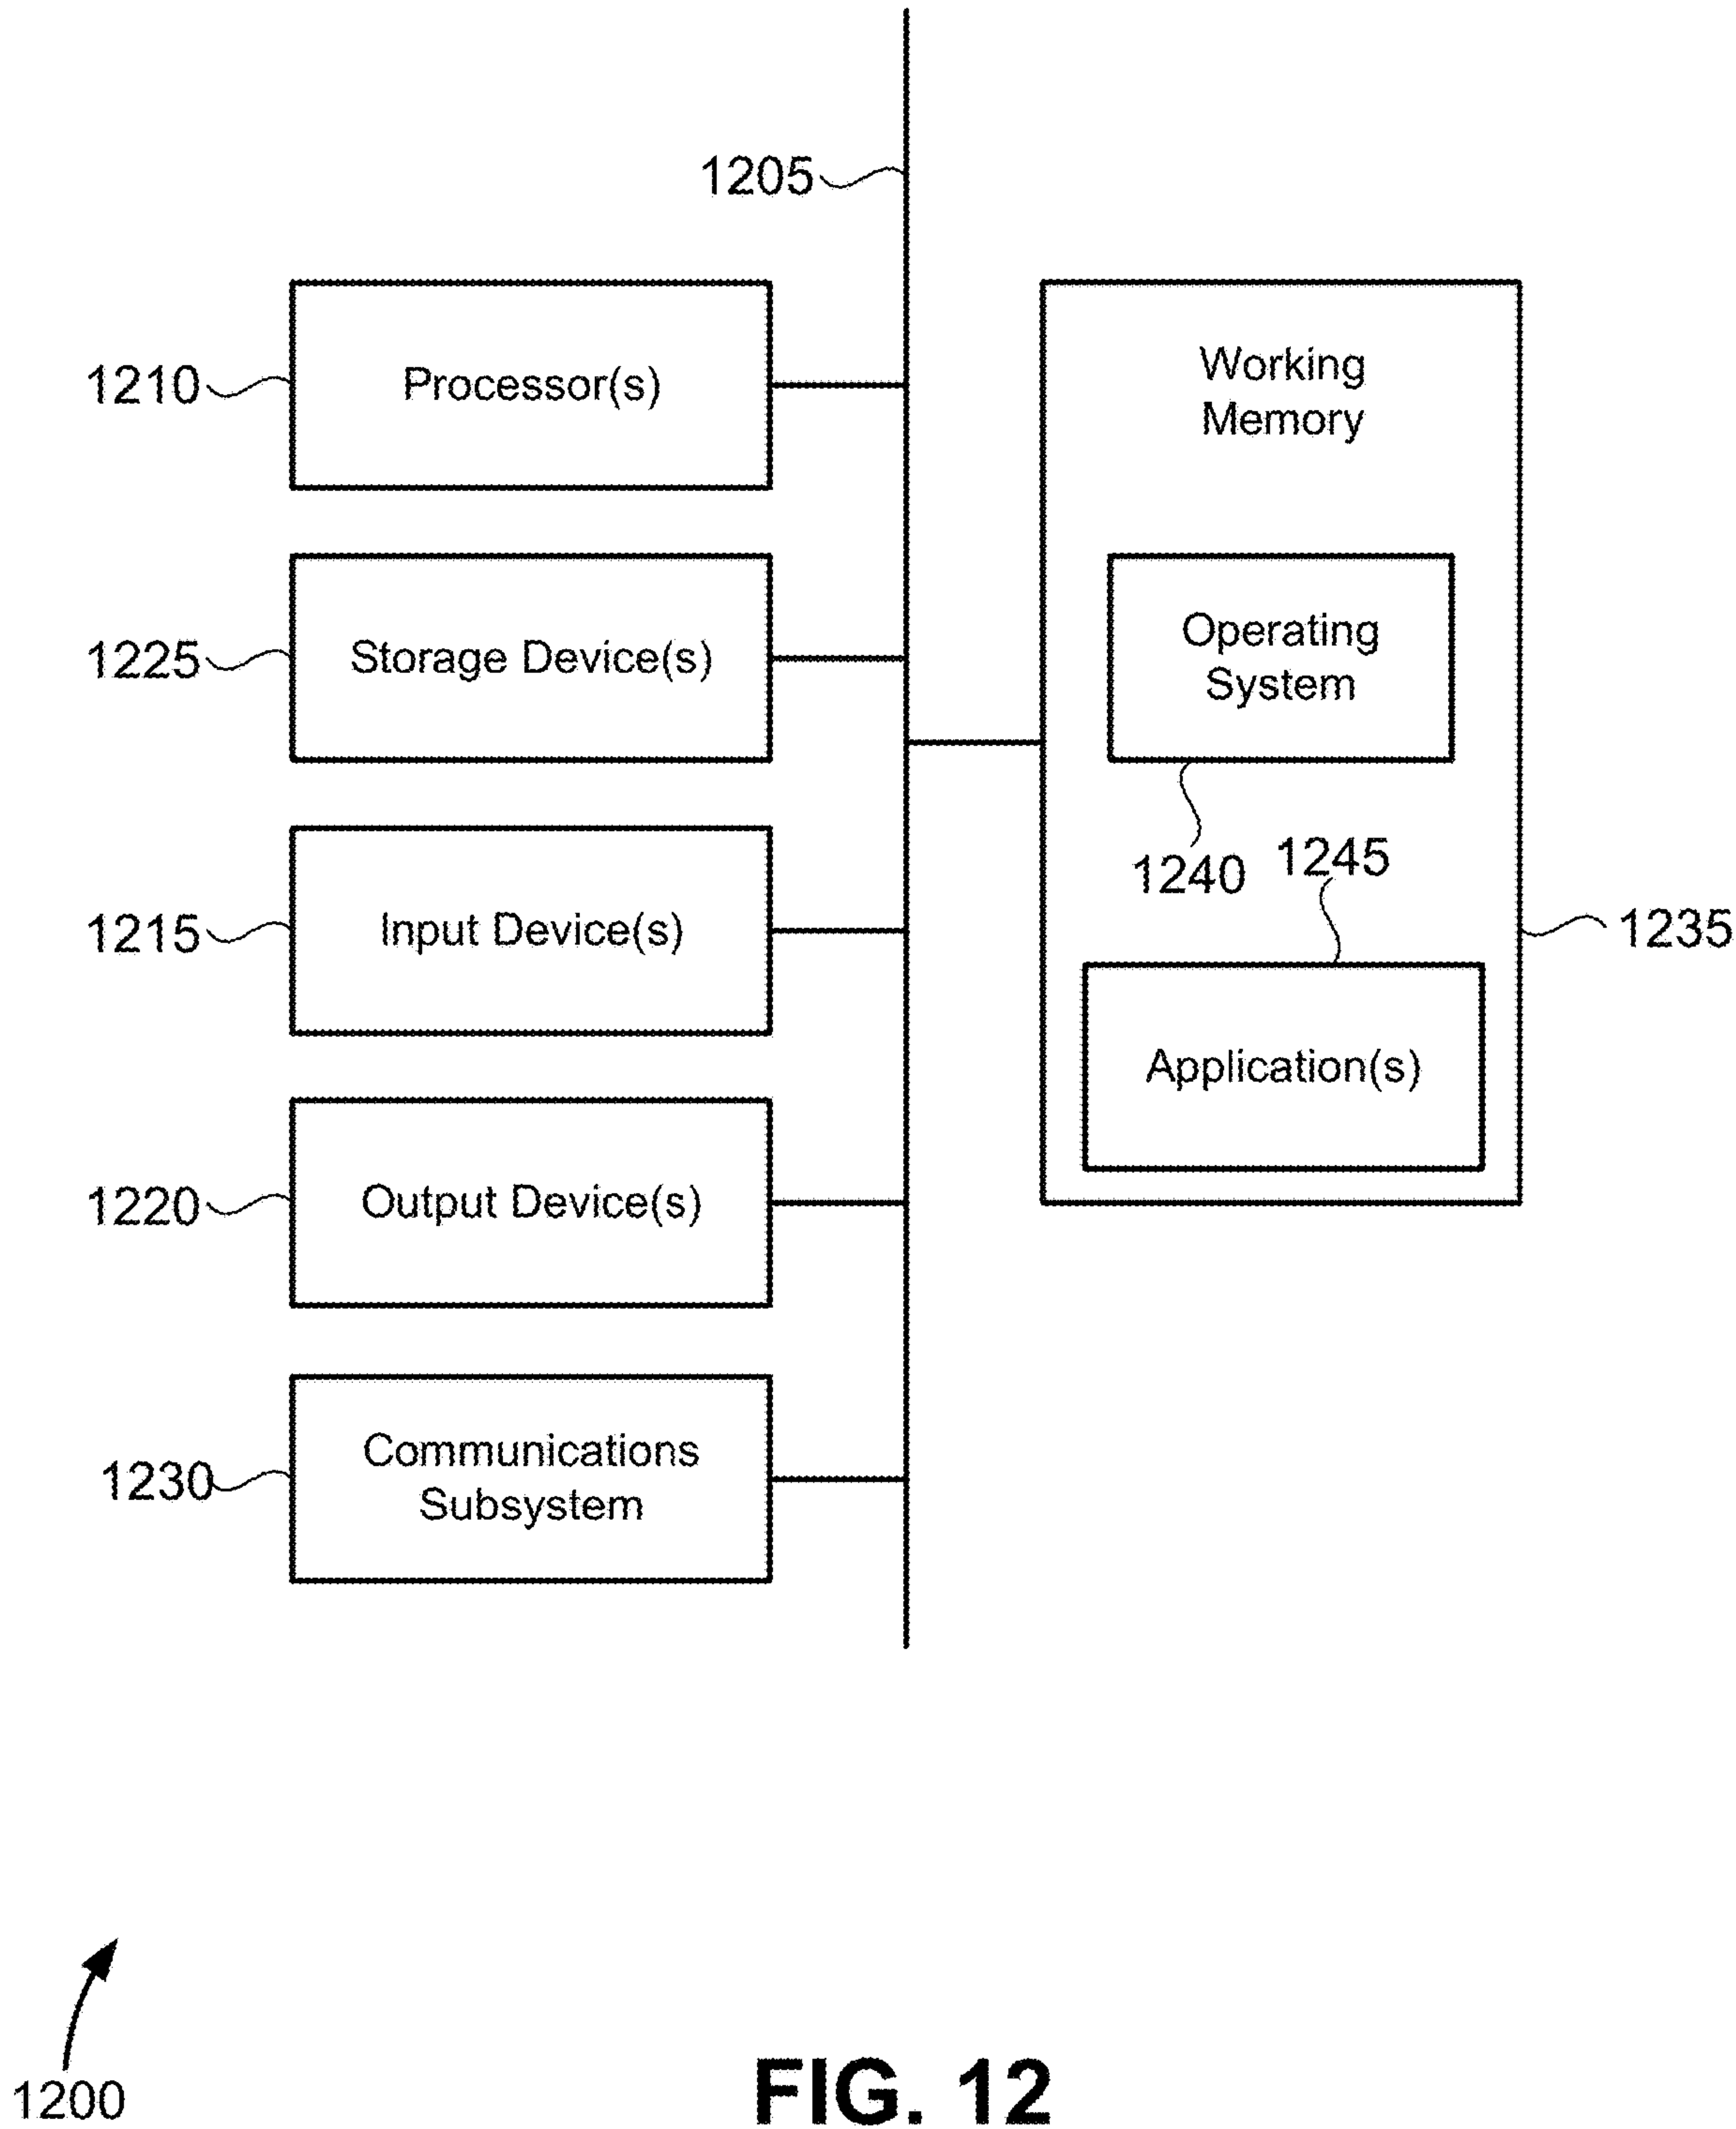 1205
1210
Processor(s)
Working
Memory
1225
Storage Device(s)
Operating
System
1240
1245
1215
Input Device(s)
1235
Application(s)
1220
Output Device(s)
1230
Communications
Subsystem
1200
FIG. 12